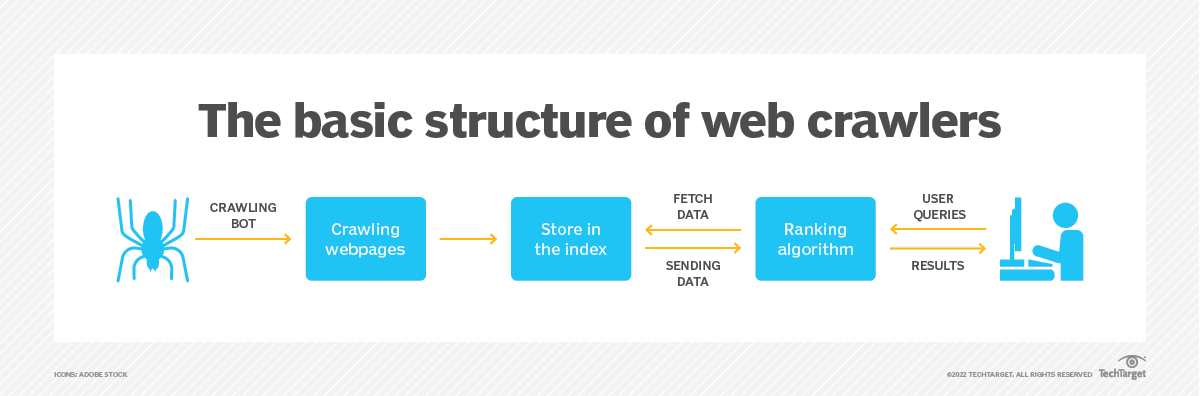 The basic structure of web crawlers
CRAWLING
BOT
Crawling
webpages
Store in
the index
FETCH
DATA
SENDING
DATA
Ranking
algorithm
USER
QUERIES
RESULTS
ICONS: ADOBE STOCK
©2022 TECHTARGET. ALL RIGHTS RESERVED
TechTarget